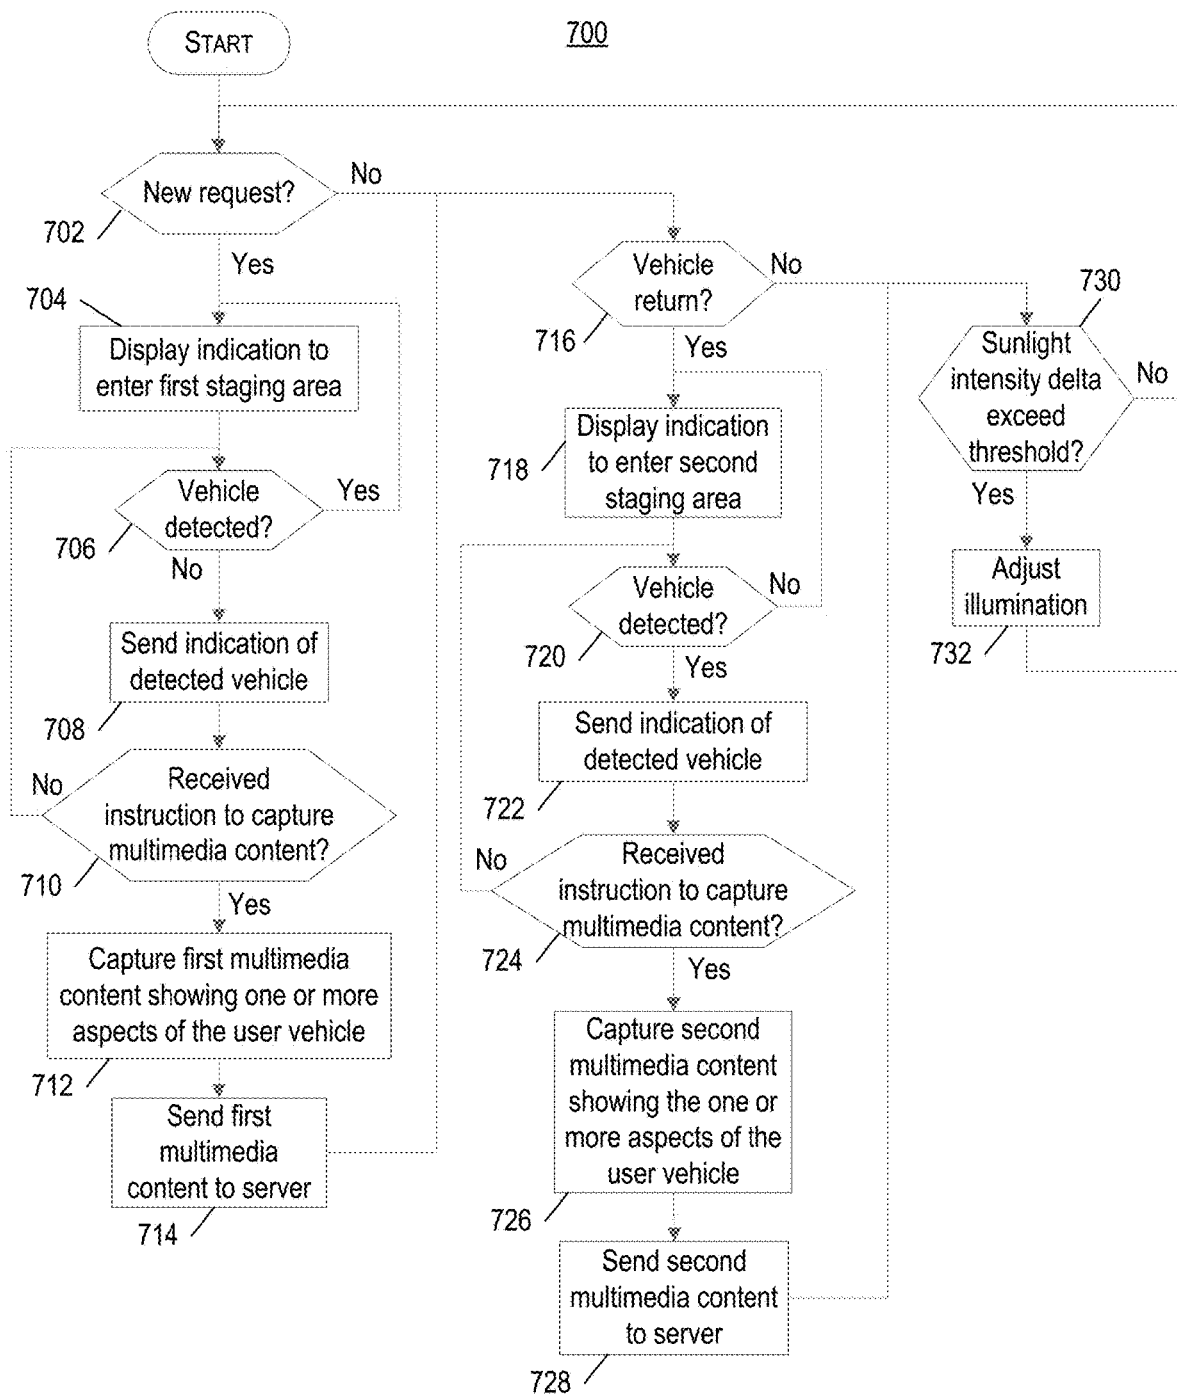 700
START
New request?
No
702
Yes
704
Display indication to
enter first staging area
Vehicle
detected?
Yes
706
No
Send indication of
detected vehicle
708
No
Received
instruction to capture
multimedia content?
710
Yes
Capture first multimedia
content showing one or more
aspects of the user vehicle
712
Send first
multimedia
content to server
714
Vehicle
return?
No
716
Yes
Display indication
to enter second
staging area
718
Vehicle
detected?
No
720
Yes
Send indication of
detected vehicle
722
No
Received
instruction to capture
multimedia content?
724
Yes
Capture second
multimedia content
showing the one or
more aspects of the
user vehicle
726
Send second
multimedia content
to server
728
730
Sunlight
intensity delta
exceed
threshold?
No
Yes
Adjust
illumination
732